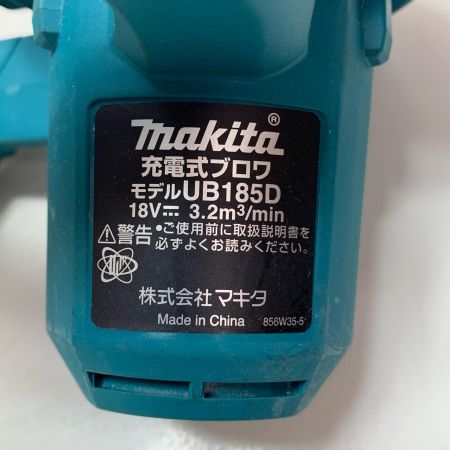 makita®
充電式ブロワ
モデルUB185D
18V⎓ 3.2m³/min
⚠警告 •ご使用前に取扱説明書を
必ずよくお読みください。
株式会社 マキタ
Made in China 856W35-5